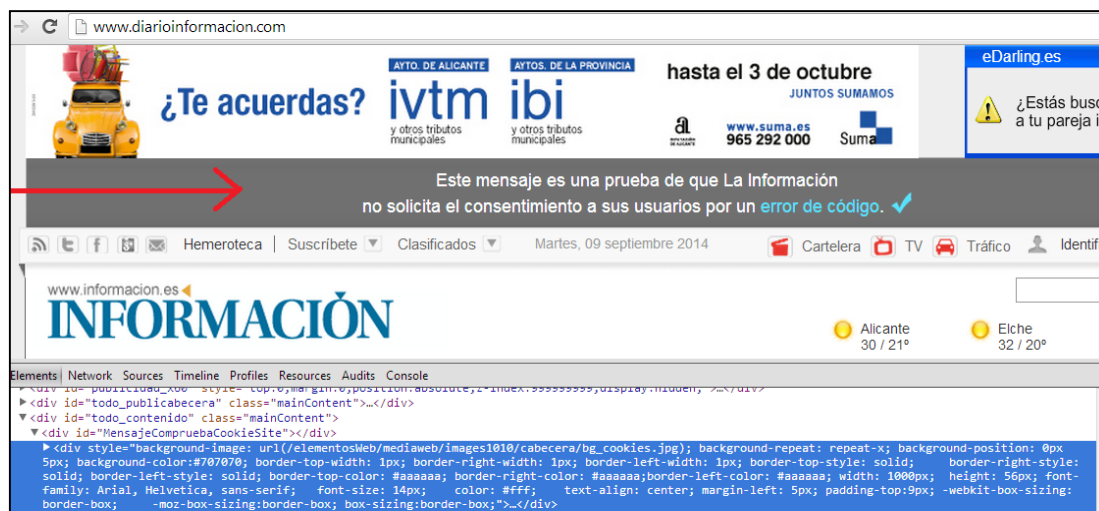 www.diarioinformacion.com
¿Te acuerdas?
AYTO. DE ALICANTE
ivtm
y otros tributos
municipales
AYTOS. DE LA PROVINCIA
ibi
y otros tributos
municipales
hasta el 3 de octubre
JUNTOS SUMAMOS
www.suma.es
965 292 000
Suma
eDarling.es
¿Estás busc
a tu pareja i
Este mensaje es una prueba de que La Información
no solicita el consentimiento a sus usuarios por un error de código.
Hemeroteca | Suscríbete Clasificados Martes, 09 septiembre 2014 Cartelera TV Tráfico Identif
www.informacion.es
INFORMACIÓN
Alicante
30 / 21º
Elche
32 / 20º
Elements Network Sources Timeline Profiles Resources Audits Console
<div id="todo_publicabecera" class="mainContent">…</div>
<div id="todo_contenido" class="mainContent">
<div id="MensajeCompruebaCookieSite"></div>
<div style="background-image: url(/elementosWeb/mediaweb/images1010/cabecera/bg_cookies.jpg); background-repeat: repeat-x; background-position: 0px
5px; background-color:#707070; border-top-width: 1px; border-right-width: 1px; border-left-width: 1px; border-top-style: solid; border-right-style:
solid; border-left-style: solid; border-top-color: #aaaaaa; border-right-color: #aaaaaa;border-left-color: #aaaaaa; width: 1000px; height: 56px; font-
family: Arial, Helvetica, sans-serif; font-size: 14px; color: #fff; text-align: center; margin-left: 5px; padding-top:9px; -webkit-box-sizing:
border-box; -moz-box-sizing:border-box; box-sizing:border-box;">…</div>